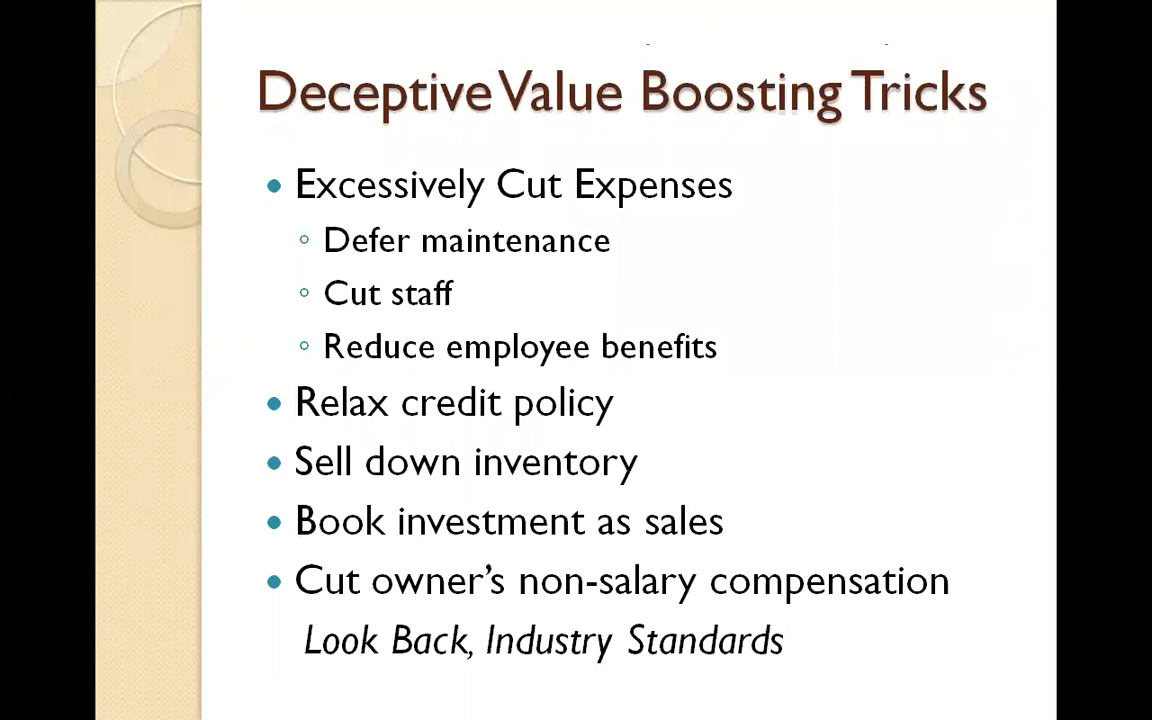 Deceptive Value Boosting Tricks
Excessively Cut Expenses
Defer maintenance
Cut staff
Reduce employee benefits
Relax credit policy
Sell down inventory
Book investment as sales
Cut owner’s non-salary compensation
Look Back, Industry Standards